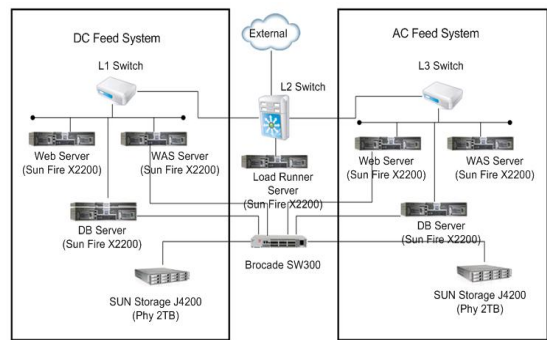 DC Feed System
External
AC Feed System
L1 Switch
L2 Switch
L3 Switch
Web Server
(Sun Fire X2200)
WAS Server
(Sun Fire X2200)
Load Runner
Server
(Sun Fire X2200)
Web Server
(Sun Fire X2200)
WAS Server
(Sun Fire X2200)
DB Server
(Sun Fire X2200)
DB Server
(Sun Fire X2200)
Brocade SW300
SUN Storage J4200
(Phy 2TB)
SUN Storage J4200
(Phy 2TB)